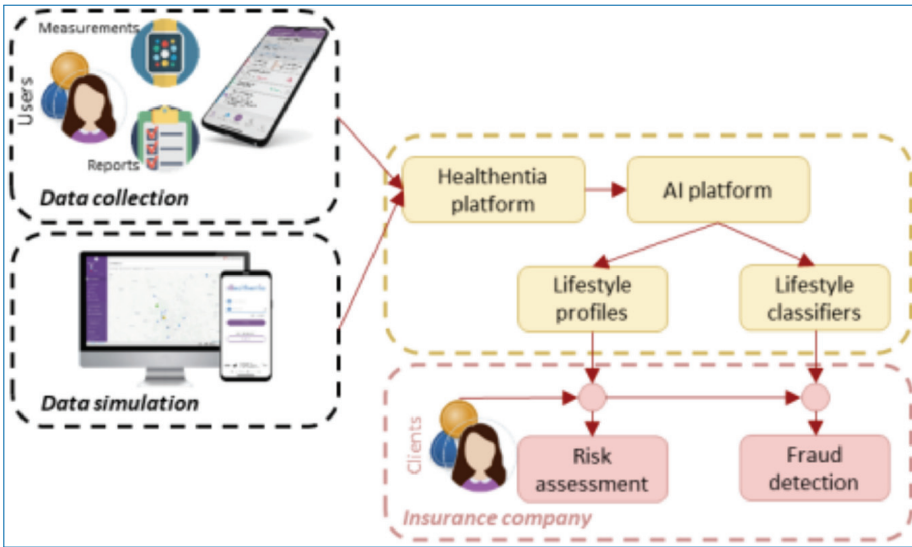 Measurements
Users
Reports
Data collection
Data simulation
Healthentia
platform
AI platform
Lifestyle
profiles
Lifestyle
classifiers
Clients
Risk
assessment
Fraud
detection
Insurance company